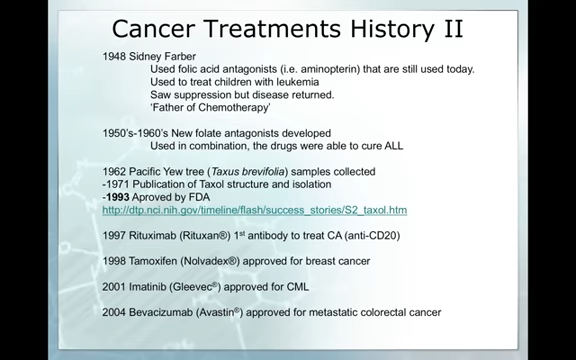 Cancer Treatments History II
1948 Sidney Farber
Used folic acid antagonists (i.e. aminopterin) that are still used today.
Used to treat children with leukemia
Saw suppression but disease returned.
'Father of Chemotherapy'
1950's-1960's New folate antagonists developed
Used in combination, the drugs were able to cure ALL
1962 Pacific Yew tree (Taxus brevifolia) samples collected
-1971 Publication of Taxol structure and isolation
-1993 Aproved by FDA
http://dtp.nci.nih.gov/timeline/flash/success_stories/S2_taxol.htm
1997 Rituximab (Rituxan®) 1st antibody to treat CA (anti-CD20)
1998 Tamoxifen (Nolvadex®) approved for breast cancer
2001 Imatinib (Gleevec®) approved for CML
2004 Bevacizumab (Avastin®) approved for metastatic colorectal cancer